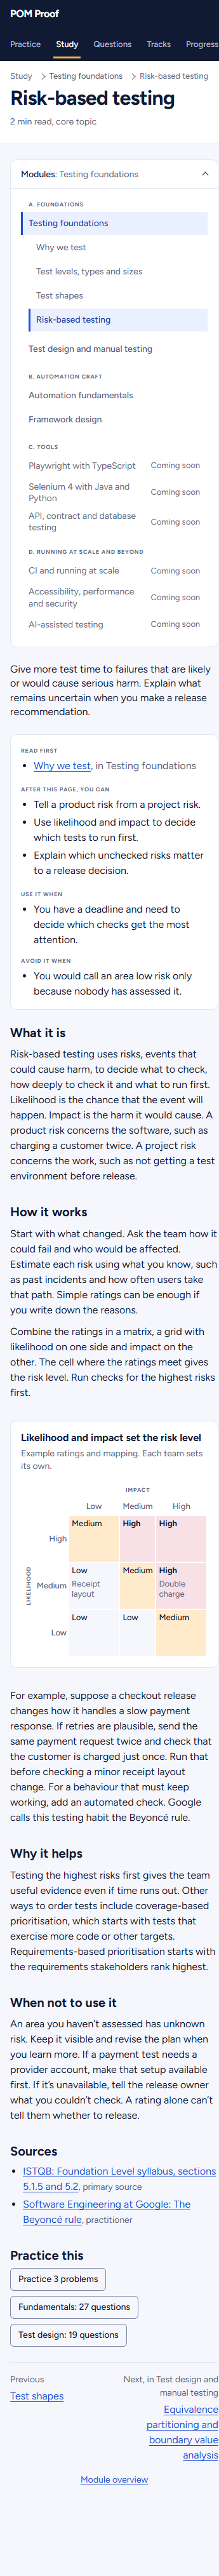 POM Proof
Practice Study Questions Tracks Progress
Study > Testing foundations > Risk-based testing
Risk-based testing
2 min read, core topic
Modules: Testing foundations
A. FOUNDATIONS
Testing foundations
Why we test
Test levels, types and sizes
Test shapes
Risk-based testing
Test design and manual testing
B. AUTOMATION CRAFT
Automation fundamentals
Framework design
C. TOOLS
Playwright with TypeScript Coming soon
Selenium 4 with Java and
Python Coming soon
API, contract and database
testing Coming soon
D. RUNNING AT SCALE AND BEYOND
CI and running at scale Coming soon
Accessibility, performance
and security Coming soon
AI-assisted testing Coming soon
Give more test time to failures that are likely
or would cause serious harm. Explain what
remains uncertain when you make a release
recommendation.
READ FIRST
• Why we test, in Testing foundations
AFTER THIS PAGE, YOU CAN
• Tell a product risk from a project risk.
• Use likelihood and impact to decide
which tests to run first.
• Explain which unchecked risks matter
to a release decision.
USE IT WHEN
• You have a deadline and need to
decide which checks get the most
attention.
AVOID IT WHEN
• You would call an area low risk only
because nobody has assessed it.
What it is
Risk-based testing uses risks, events that
could cause harm, to decide what to check,
how deeply to check it and what to run first.
Likelihood is the chance that the event will
happen. Impact is the harm it would cause. A
product risk concerns the software, such as
charging a customer twice. A project risk
concerns the work, such as not getting a test
environment before release.
How it works
Start with what changed. Ask the team how it
could fail and who would be affected.
Estimate each risk using what you know, such
as past incidents and how often users take
that path. Simple ratings can be enough if
you write down the reasons.
Combine the ratings in a matrix, a grid with
likelihood on one side and impact on the
other. The cell where the ratings meet gives
the risk level. Run checks for the highest risks
first.
Likelihood and impact set the risk level
Example ratings and mapping. Each team sets
its own.
IMPACT
Low Medium High
LIKELIHOOD
High Medium High High
Medium Low Medium High
Receipt
layout
Double
charge
Low Low Low Medium
For example, suppose a checkout release
changes how it handles a slow payment
response. If retries are plausible, send the
same payment request twice and check that
the customer is charged just once. Run that
before checking a minor receipt layout
change. For a behaviour that must keep
working, add an automated check. Google
calls this testing habit the Beyoncé rule.
Why it helps
Testing the highest risks first gives the team
useful evidence even if time runs out. Other
ways to order tests include coverage-based
prioritisation, which starts with tests that
exercise more code or other targets.
Requirements-based prioritisation starts with
the requirements stakeholders rank highest.
When not to use it
An area you haven't assessed has unknown
risk. Keep it visible and revise the plan when
you learn more. If a payment test needs a
provider account, make that setup available
first. If it's unavailable, tell the release owner
what you couldn't check. A rating alone can't
tell them whether to release.
Sources
• ISTQB: Foundation Level syllabus, sections
5.1.5 and 5.2, primary source
• Software Engineering at Google: The
Beyoncé rule, practitioner
Practice this
Practice 3 problems
Fundamentals: 27 questions
Test design: 19 questions
Previous
Test shapes
Next, in Test design and
manual testing
Equivalence
partitioning and
boundary value
analysis
Module overview